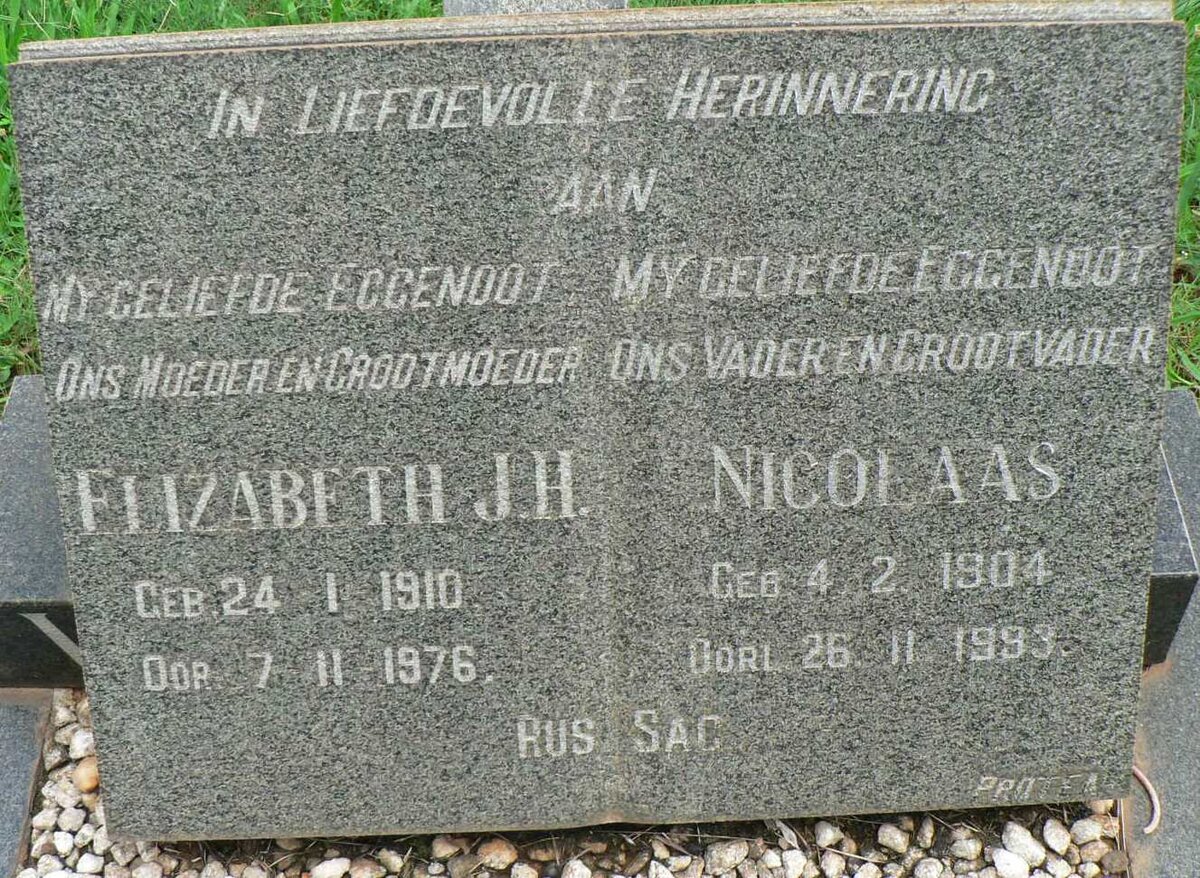 IN LIEFDEVOLLE HERINNERING
AAN
MY GELIEFDE EGGENOOT
ONS MOEDER EN GROOTMOEDER
ELIZABETH J.H.
GEB. 24 1 1910
OOR 7-11 1976.
MY GELIEFDE EGGENOOT
ONS VADER EN GROOTVADER
NICOLAAS
GEB 4 2 1904
OORL 26 11 1993.
RUS SAG
PROTEA